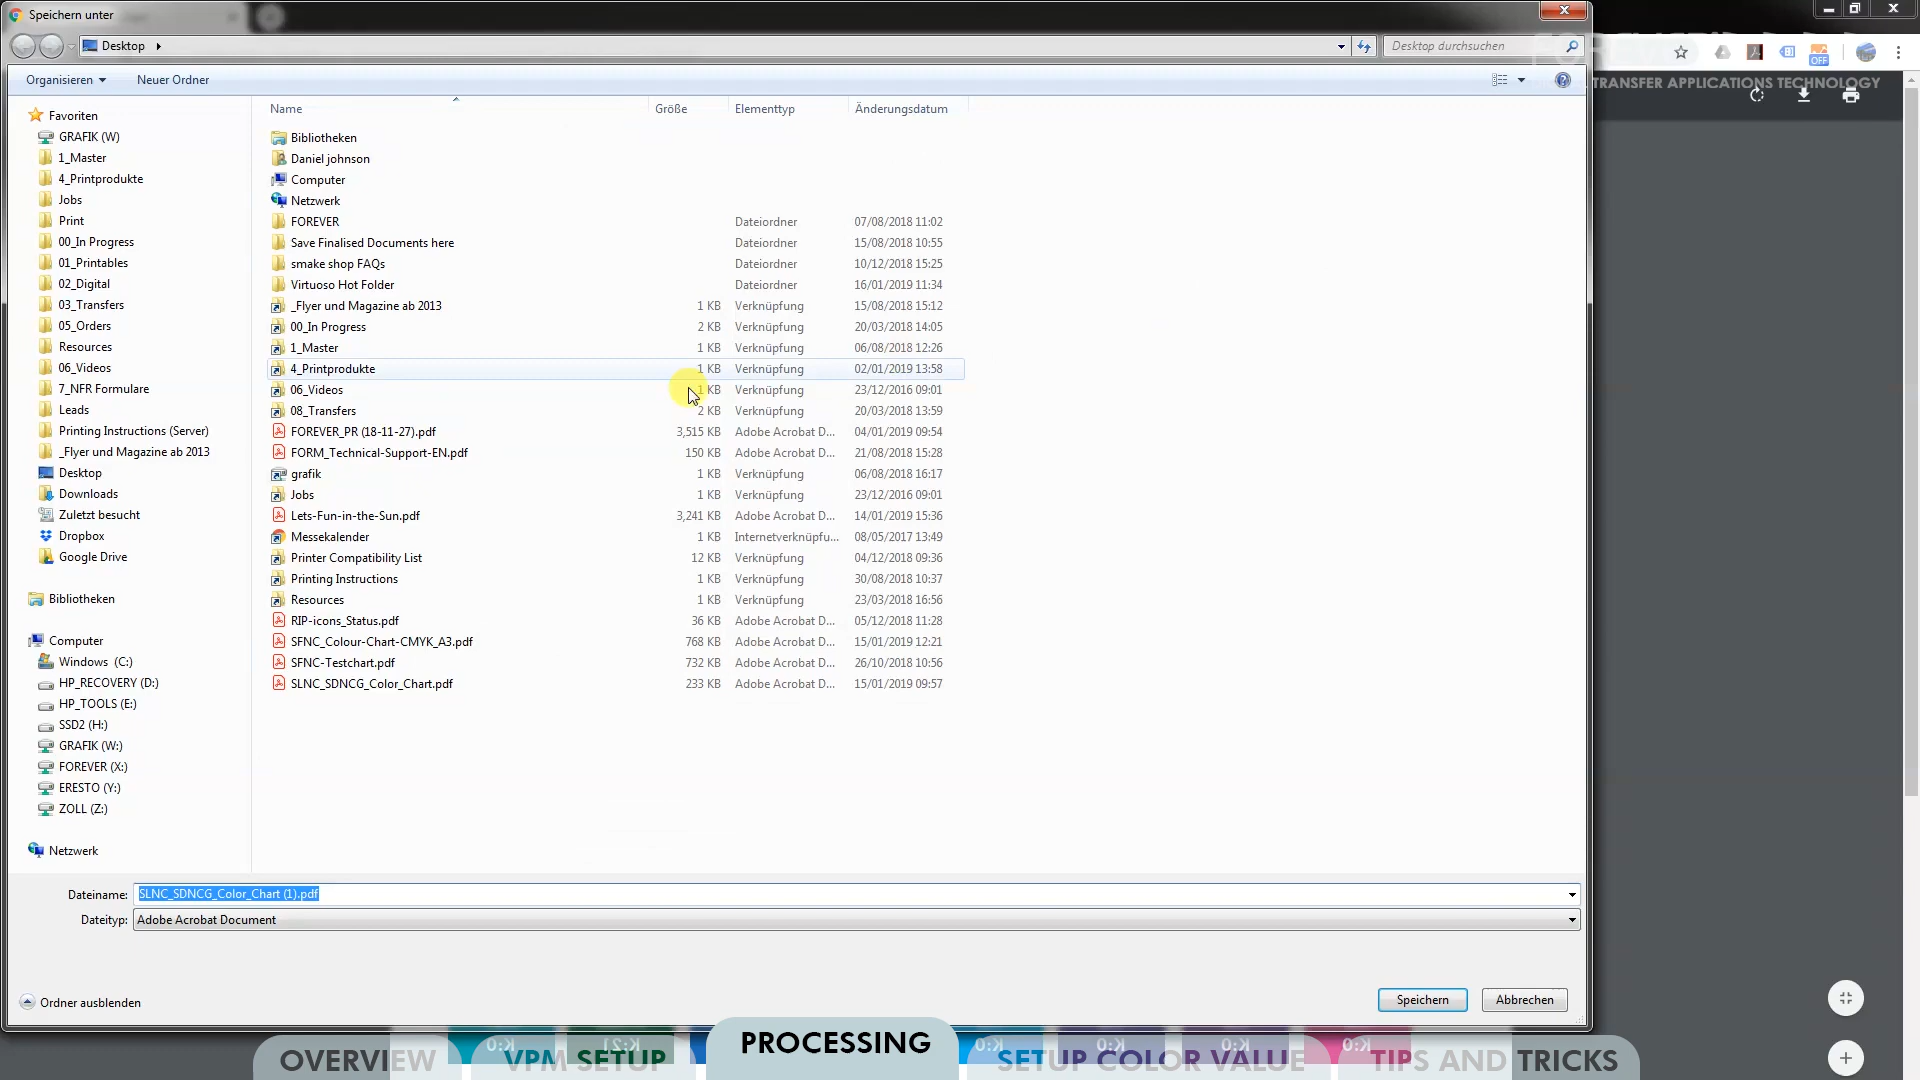 Speichern unter
Desktop
Desktop durchsuchen
OFF
Organisieren
Neuer Ordner
TRANSFER APPLICATIONS TECHNOLOGY
Name Größe Elementtyp Änderungsdatum
Favoriten
GRAFIK (W)
1_Master
4_Printprodukte
Jobs
Print
00_In Progress
01_Printables
02_Digital
03_Transfers
05_Orders
Resources
06_Videos
7_NFR Formulare
Leads
Printing Instructions (Server)
_Flyer und Magazine ab 2013
Desktop
Downloads
Zuletzt besucht
Dropbox
Google Drive
Bibliotheken
Computer
Windows (C:)
HP_RECOVERY (D:)
HP_TOOLS (E:)
SSD2 (H:)
GRAFIK (W:)
FOREVER (X:)
ERESTO (Y:)
ZOLL (Z:)
Netzwerk
Bibliotheken
Daniel johnson
Computer
Netzwerk
FOREVER Dateiordner 07/08/2018 11:02
Save Finalised Documents here Dateiordner 15/08/2018 10:55
smake shop FAQs Dateiordner 10/12/2018 15:25
Virtuoso Hot Folder Dateiordner 16/01/2019 11:34
_Flyer und Magazine ab 2013 1 KB Verknüpfung 15/08/2018 15:12
00_In Progress 2 KB Verknüpfung 20/03/2018 14:05
1_Master 1 KB Verknüpfung 06/08/2018 12:26
4_Printprodukte 1 KB Verknüpfung 02/01/2019 13:58
06_Videos 1 KB Verknüpfung 23/12/2016 09:01
08_Transfers 2 KB Verknüpfung 20/03/2018 13:59
FOREVER_PR (18-11-27).pdf 3,515 KB Adobe Acrobat D... 04/01/2019 09:54
FORM_Technical-Support-EN.pdf 150 KB Adobe Acrobat D... 21/08/2018 15:28
grafik 1 KB Verknüpfung 06/08/2018 16:17
Jobs 1 KB Verknüpfung 23/12/2016 09:01
Lets-Fun-in-the-Sun.pdf 3,241 KB Adobe Acrobat D... 14/01/2019 15:36
Messekalender 1 KB Internetverknüpfu... 08/05/2017 13:49
Printer Compatibility List 12 KB Verknüpfung 04/12/2018 09:36
Printing Instructions 1 KB Verknüpfung 30/08/2018 10:37
Resources 1 KB Verknüpfung 23/03/2018 16:56
RIP-icons_Status.pdf 36 KB Adobe Acrobat D... 05/12/2018 11:28
SFNC_Colour-Chart-CMYK_A3.pdf 768 KB Adobe Acrobat D... 15/01/2019 12:21
SFNC-Testchart.pdf 732 KB Adobe Acrobat D... 26/10/2018 10:56
SLNC_SDNCG_Color_Chart.pdf 233 KB Adobe Acrobat D... 15/01/2019 09:57
Dateiname: SLNC_SDNCG_Color_Chart (1).pdf
Dateityp: Adobe Acrobat Document
Ordner ausblenden
Speichern
Abbrechen
OVERVIEW
VPM SETUP
PROCESSING
SETUP COLOR VALUE
TIPS AND TRICKS